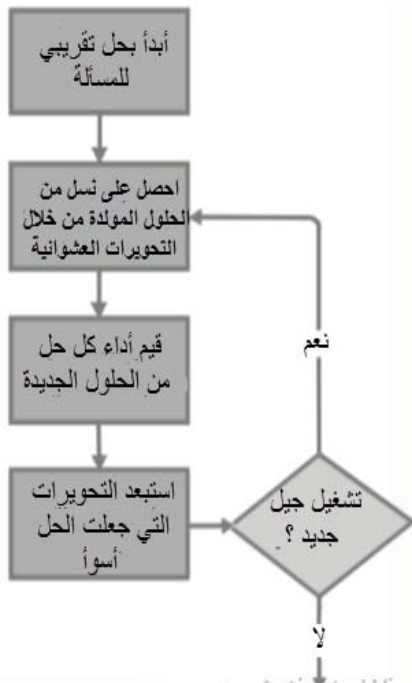 أبدأ بحل تقريبي
للمسألة
احصل على نسل من
الحلول المولدة من خلال
التحويرات العشوائية
نعم
قيم أداء كل حل
من الحلول الجديدة
استبعد التحويرات
التي جعلت الحل
أسوأ
تشغيل جيل
جديد ؟
لا